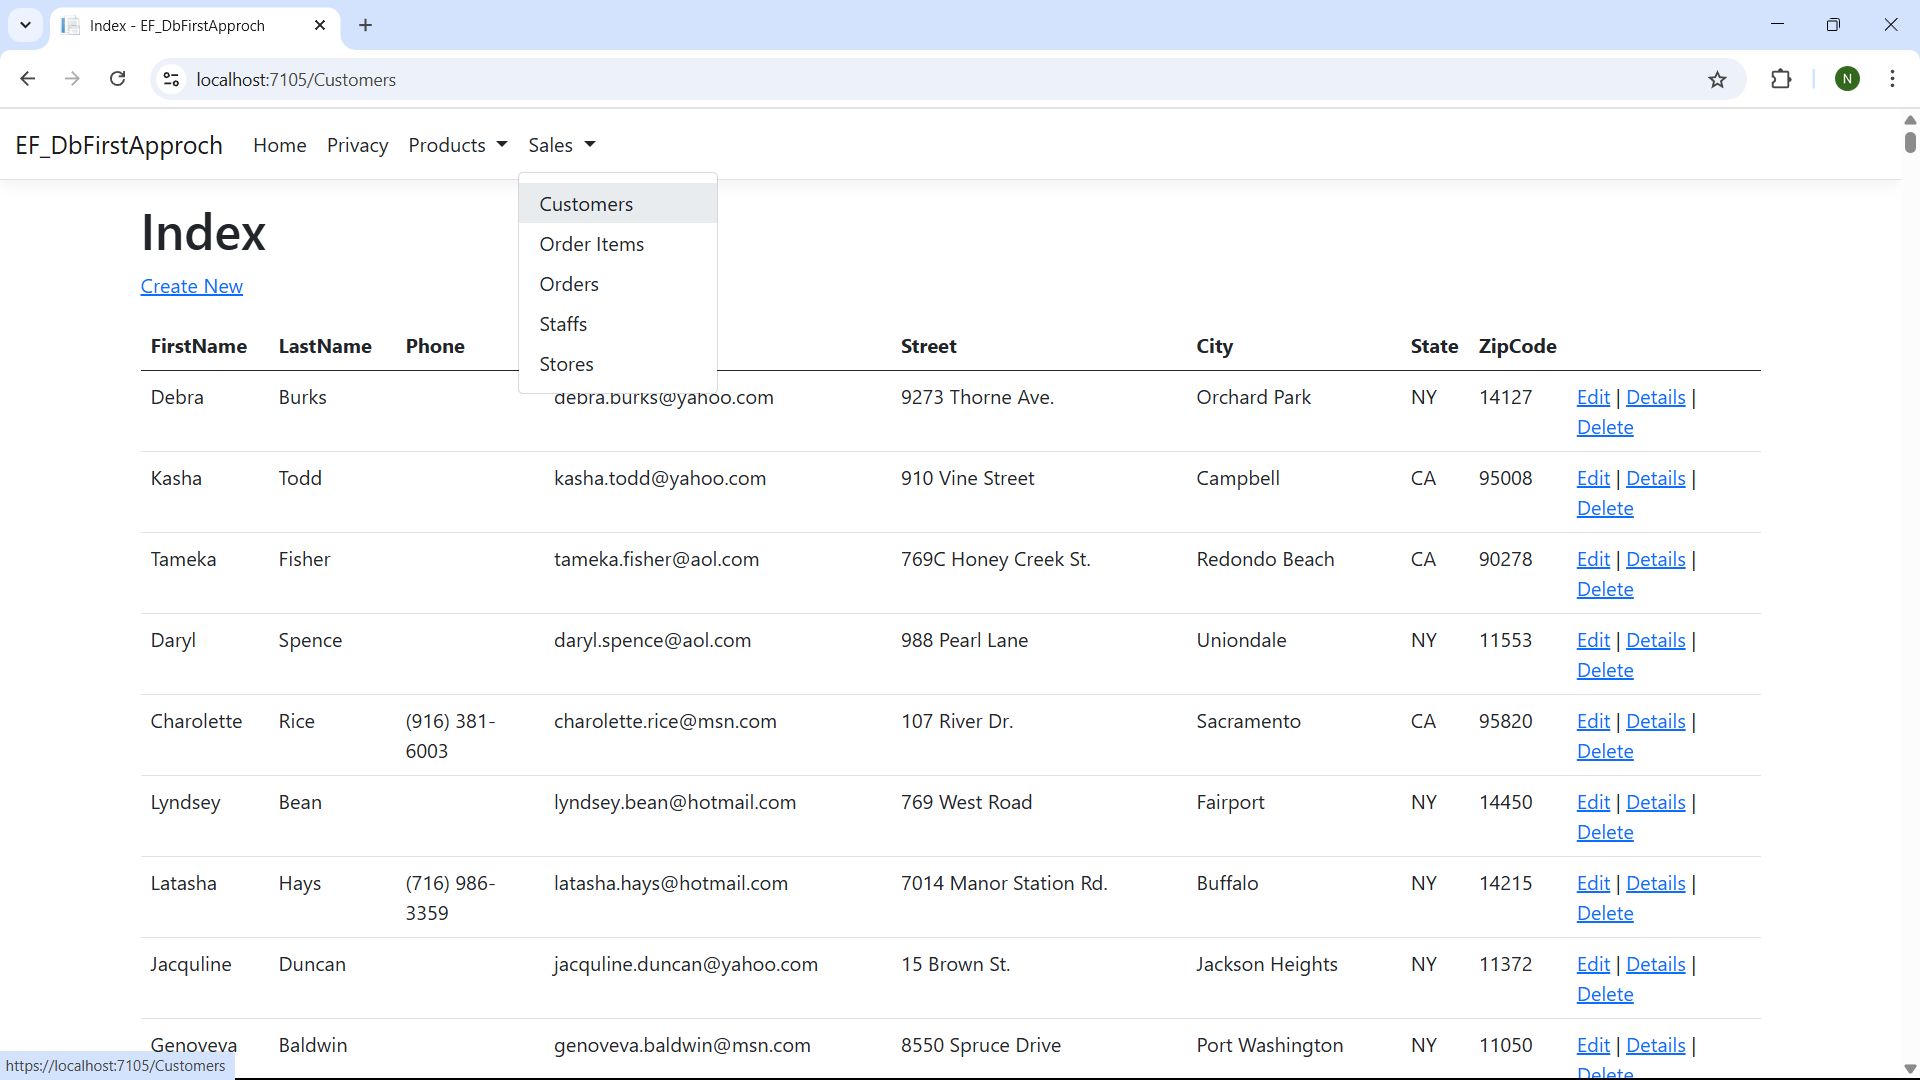 Index - EF_DbFirstApproch
localhost:7105/Customers
N
EF_DbFirstApproch Home Privacy Products Sales
Customers
Order Items
Orders
Staffs
Stores
Index
Create New
FirstName LastName Phone Street City State ZipCode
Debra Burks debra.burks@yahoo.com 9273 Thorne Ave. Orchard Park NY 14127 Edit | Details |
Delete
Kasha Todd kasha.todd@yahoo.com 910 Vine Street Campbell CA 95008 Edit | Details |
Delete
Tameka Fisher tameka.fisher@aol.com 769C Honey Creek St. Redondo Beach CA 90278 Edit | Details |
Delete
Daryl Spence daryl.spence@aol.com 988 Pearl Lane Uniondale NY 11553 Edit | Details |
Delete
Charolette Rice (916) 381- charolette.rice@msn.com 107 River Dr. Sacramento CA 95820 Edit | Details |
6003 Delete
Lyndsey Bean lyndsey.bean@hotmail.com 769 West Road Fairport NY 14450 Edit | Details |
Delete
Latasha Hays (716) 986- latasha.hays@hotmail.com 7014 Manor Station Rd. Buffalo NY 14215 Edit | Details |
3359 Delete
Jacquline Duncan jacquline.duncan@yahoo.com 15 Brown St. Jackson Heights NY 11372 Edit | Details |
Delete
Genoveva Baldwin genoveva.baldwin@msn.com 8550 Spruce Drive Port Washington NY 11050 Edit | Details |
Delete
https://localhost:7105/Customers